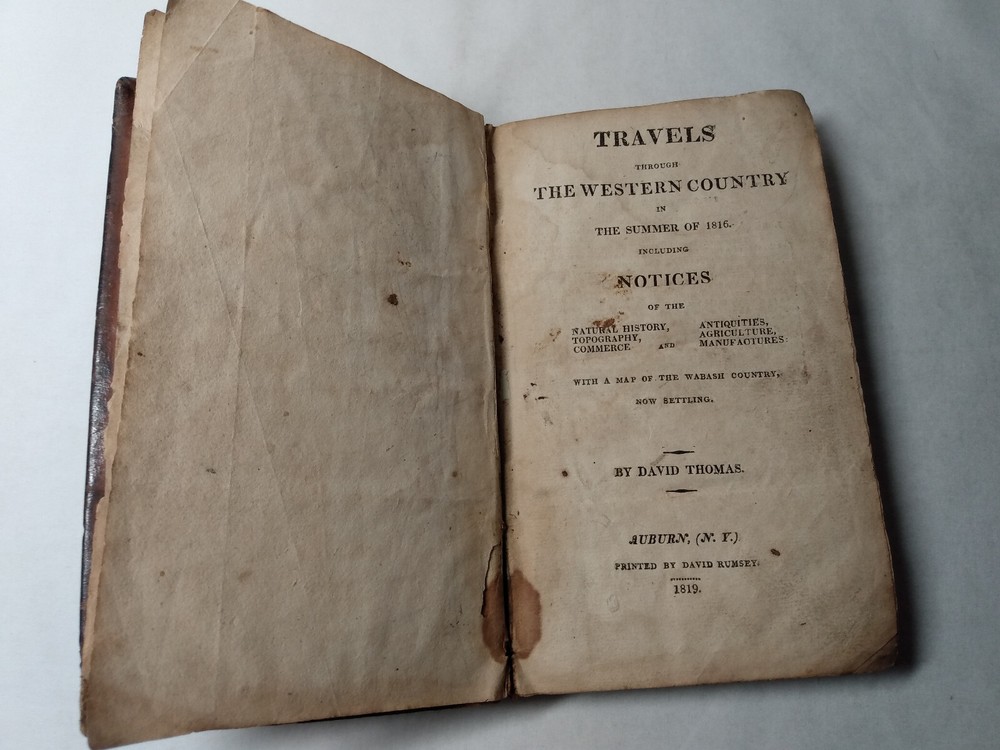 TRAVELS
THROUGH
THE WESTERN COUNTRY
IN
THE SUMMER OF 1816.
INCLUDING
NOTICES
OF THE
NATURAL HISTORY, ANTIQUITIES,
TOPOGRAPHY, AGRICULTURE,
COMMERCE AND MANUFACTURES:
WITH A MAP OF THE WABASH COUNTRY,
NOW SETTLING.
BY DAVID THOMAS.
AUBURN, (N. Y.)
PRINTED BY DAVID RUMSEY.
1819.